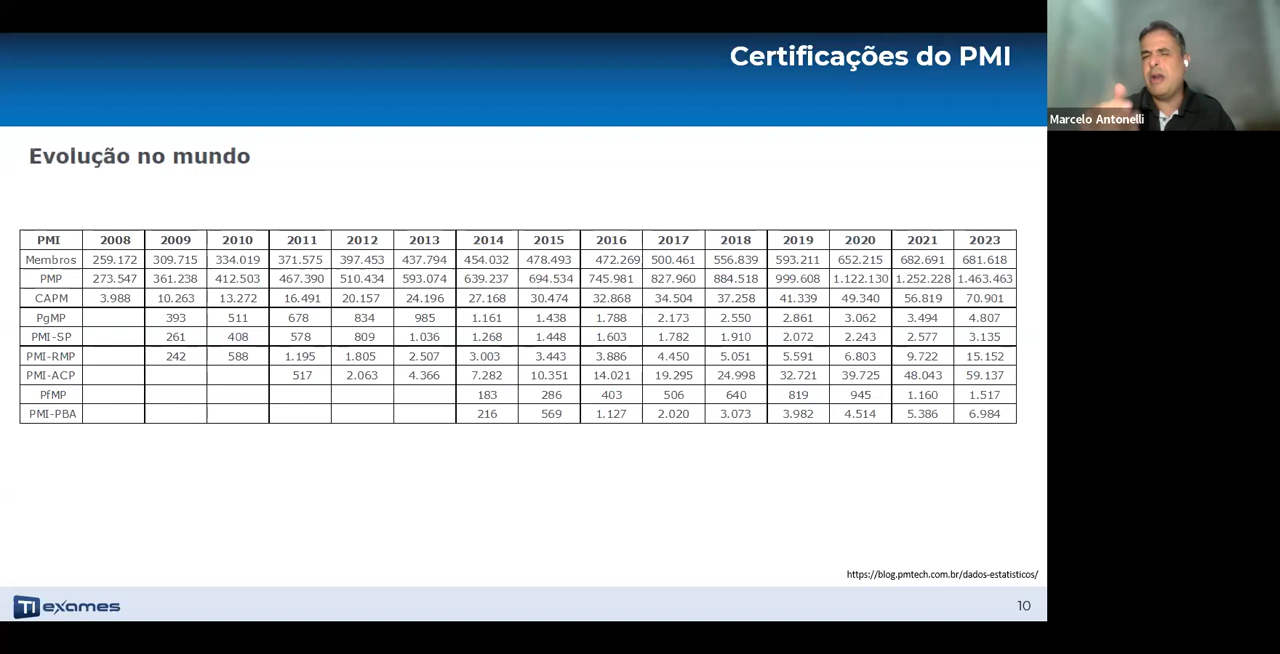 Certificações do PMI
Marcelo Antonelli
Evolução no mundo
PMI 2008 2009 2010 2011 2012 2013 2014 2015 2016 2017 2018 2019 2020 2021 2023
Membros 259.172 309.715 334.019 371.575 397.453 437.794 454.032 478.493 472.269 500.461 556.839 593.211 652.215 682.691 681.618
PMP 273.547 361.238 412.503 467.390 510.434 593.074 639.237 694.534 745.981 827.960 884.518 999.608 1.122.130 1.252.228 1.463.463
CAPM 3.988 10.263 13.272 16.491 20.157 24.196 27.168 30.474 32.868 34.504 37.258 41.339 49.340 56.819 70.901
PgMP 393 511 678 834 985 1.161 1.438 1.788 2.173 2.550 2.861 3.062 3.494 4.807
PMI-SP 261 408 578 809 1.036 1.268 1.448 1.603 1.782 1.910 2.072 2.243 2.577 3.135
PMI-RMP 242 588 1.195 1.805 2.507 3.003 3.443 3.886 4.450 5.051 5.591 6.803 9.722 15.152
PMI-ACP 517 2.063 4.366 7.282 10.351 14.021 19.295 24.998 32.721 39.725 48.043 59.137
PfMP 183 286 403 506 640 819 945 1.160 1.517
PMI-PBA 216 569 1.127 2.020 3.073 3.982 4.514 5.386 6.984
https://blog.pmtech.com.br/dados-estatisticos/
TI exames
10